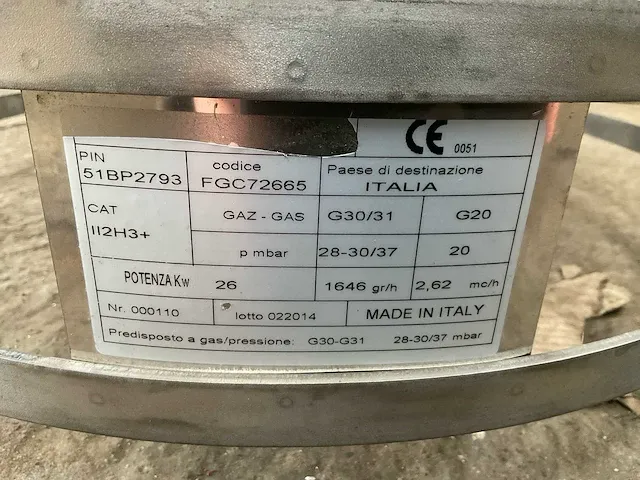 CE 0051
PIN codice Paese di destinazione
51BP2793 FGC72665 ITALIA
CAT GAZ - GAS G30/31 G20
II2H3+ p mbar 28-30/37 20
POTENZA Kw 26 1646 gr/h 2,62 mc/h
Nr. 000110 lotto 022014 MADE IN ITALY
Predisposto a gas/pressione: G30-G31 28-30/37 mbar